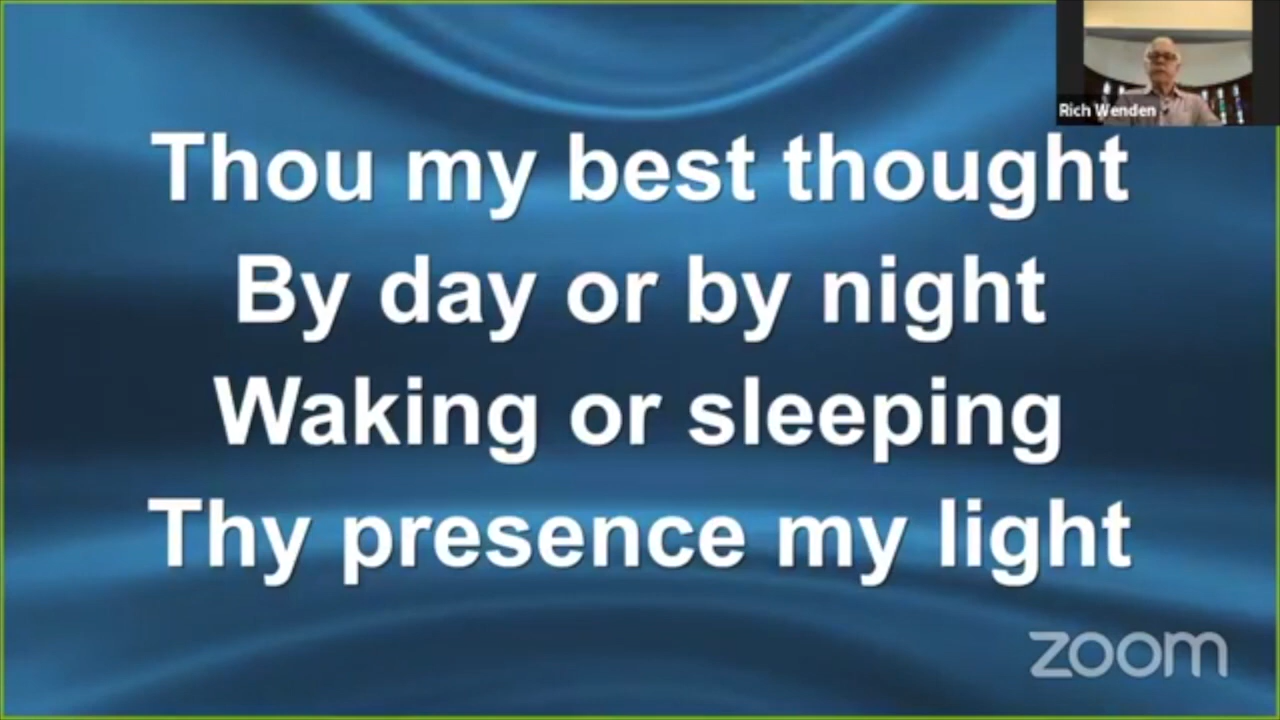 Rich Wenden
Thou my best thought
By day or by night
Waking or sleeping
Thy presence my light
zoom